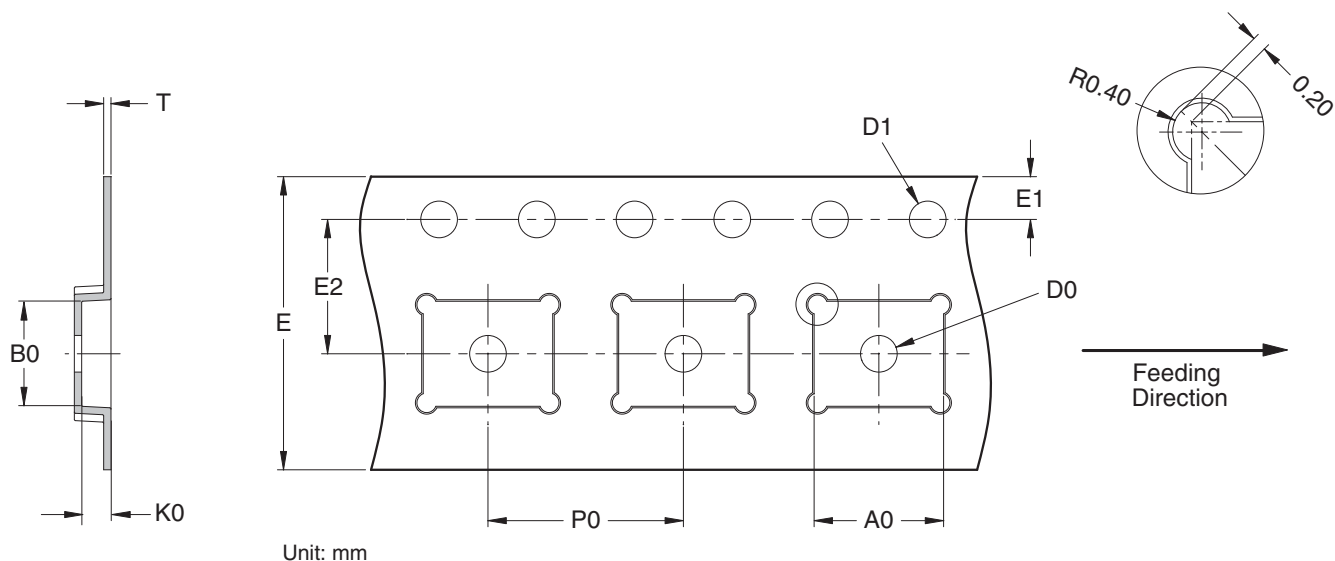 T
D1
R0.40
0.20
E1
E2
E
D0
B0
Feeding
Direction
K0
P0
A0
Unit: mm